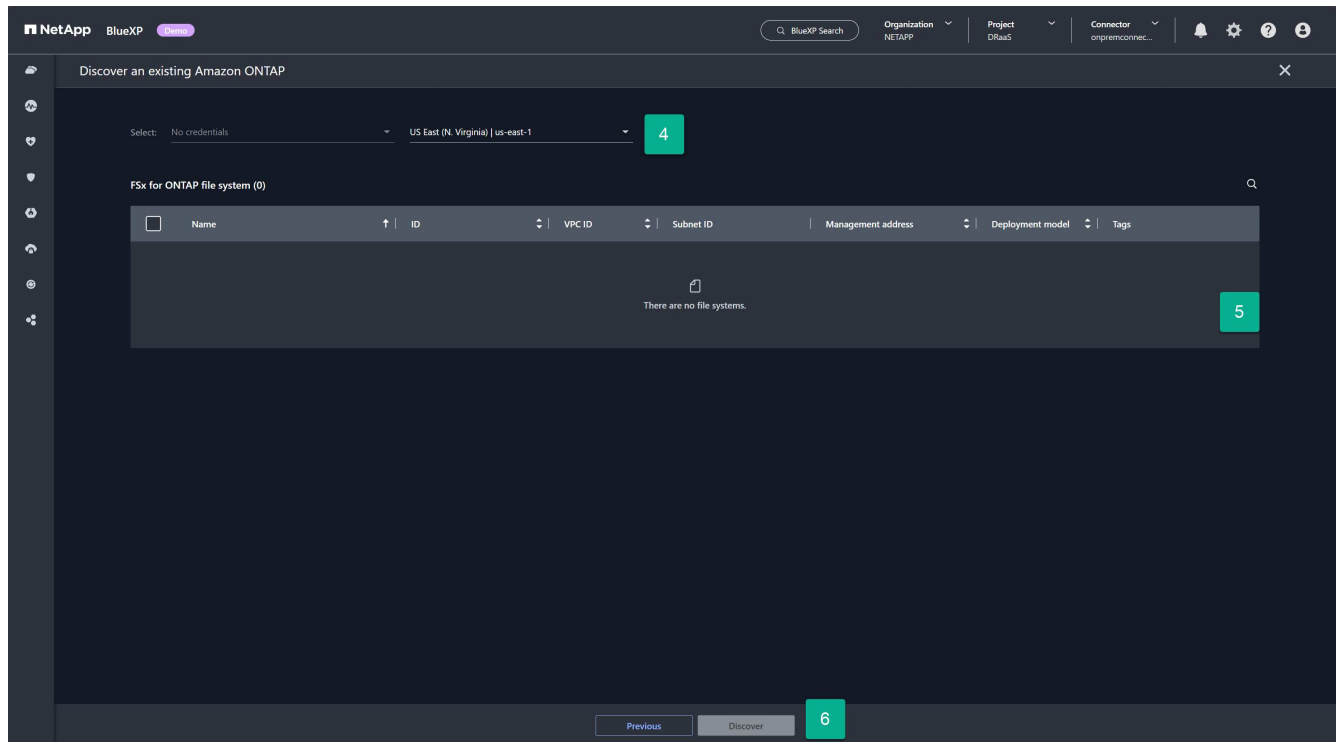 NetApp BlueXP Demo
BlueXP Search
Organization
NETAPP
Project
DRaaS
Connector
onpremconnec...
Discover an existing Amazon ONTAP
Select: No credentials US East (N. Virginia) | us-east-1 4
FSx for ONTAP file system (0)
Name ID VPC ID Subnet ID Management address Deployment model Tags
There are no file systems.
5
Previous Discover 6